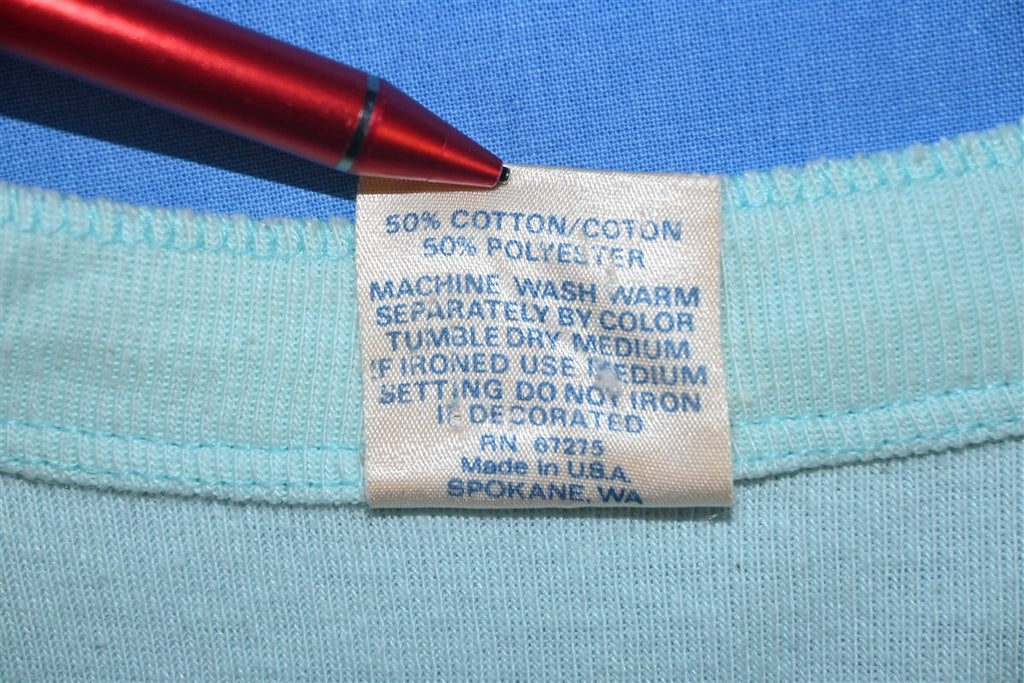 50% COTTON/COTON
50% POLYESTER
MACHINE WASH WARM
SEPARATELY BY COLOR
TUMBLE DRY MEDIUM
IF IRONED USE MEDIUM
SETTING DO NOT IRON
IF DECORATED
RN 67275
Made in U.S.A.
SPOKANE, WA